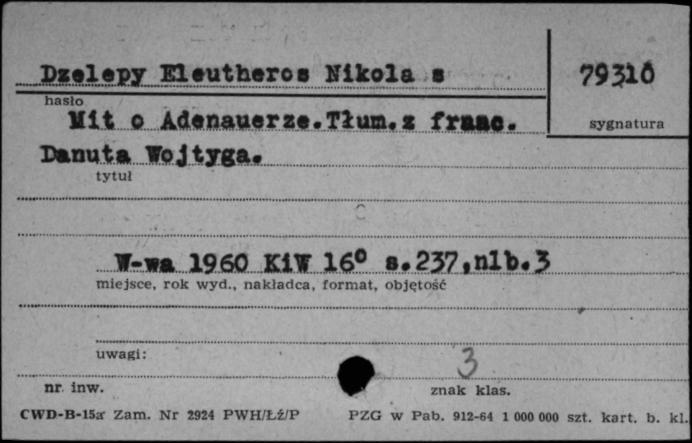 Dzelepy Eleutheros Nikola s
79310
hasło
sygnatura
Mit o Adenauerze.Tłum.z franc.
Danuta Wojtyga.
tytuł
W-wa 1960 KiW 16° s.237,nlb.3
miejsce, rok wyd., nakładca, format, objętość
uwagi:
3
nr. inw.
znak klas.
CWD-B-15a Zam. Nr 2924 PWH/Łź/P PZG w Pab. 912-64 1 000 000 szt. kart. b. kl.